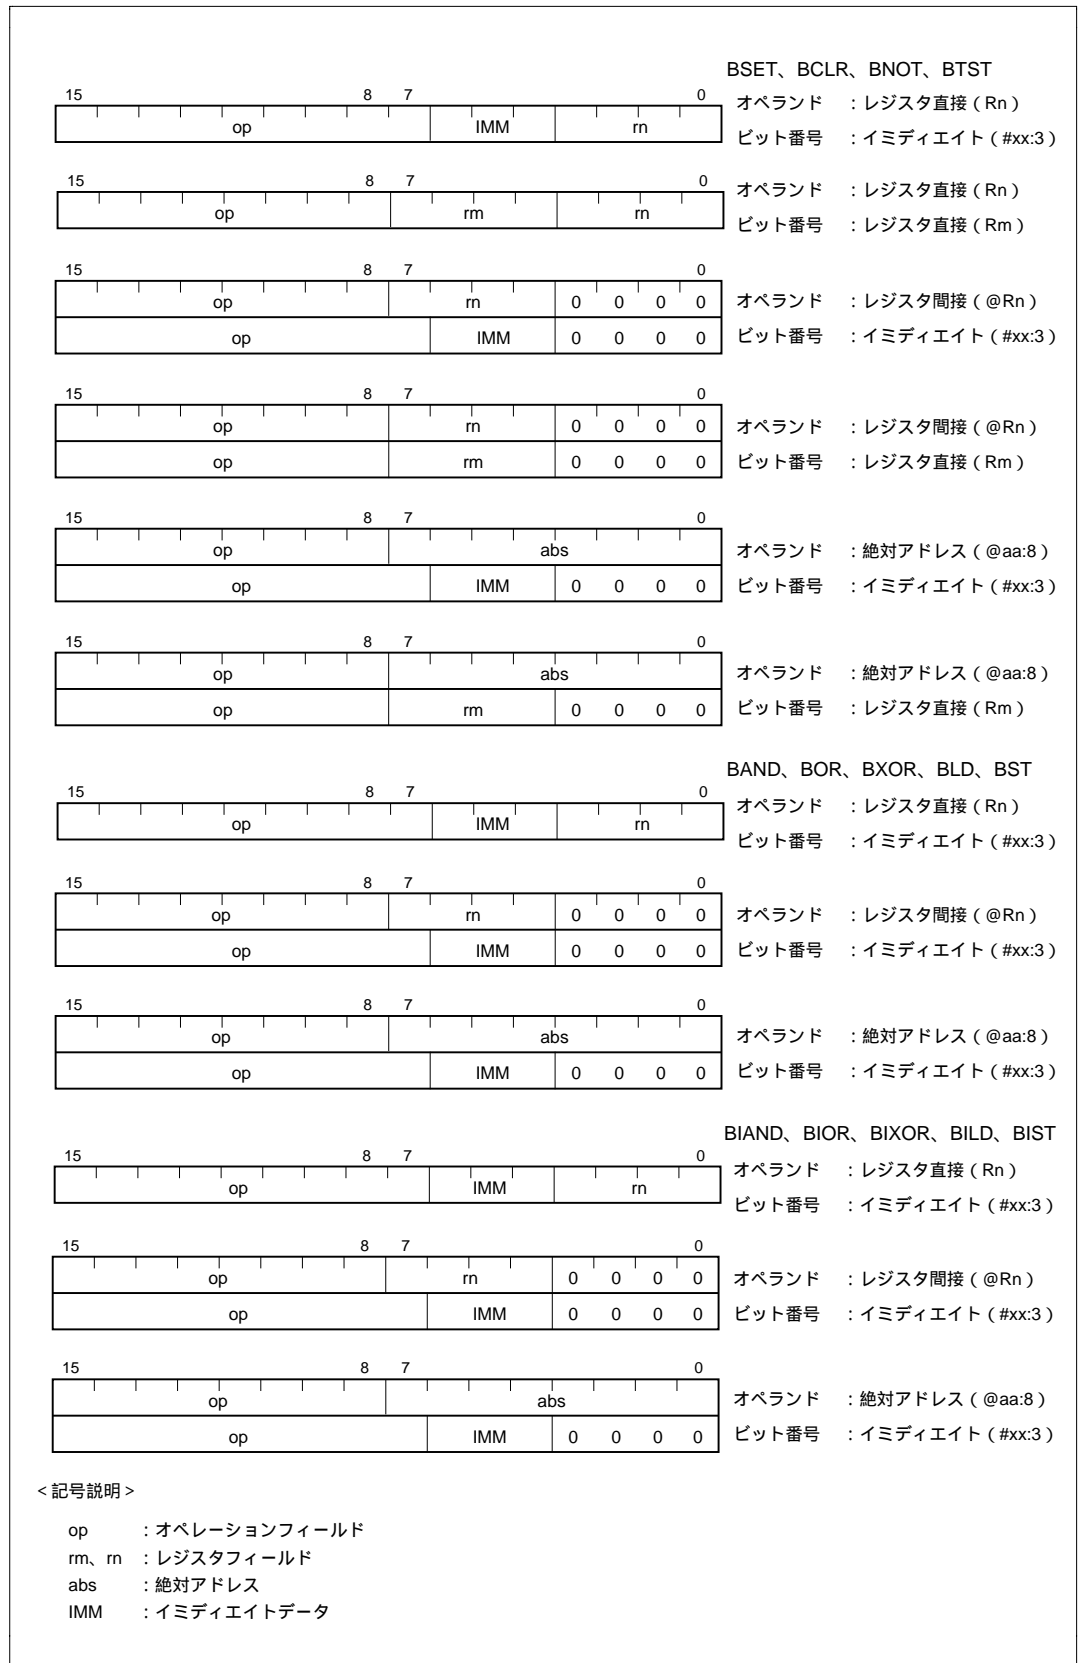 BSET、BCLR、BNOT、BTST
15 8 7 0
op IMM rn
オペランド :レジスタ直接(Rn)
ビット番号 :イミディエイト(#xx:3)
15 8 7 0
op rm rn
オペランド :レジスタ直接(Rn)
ビット番号 :レジスタ直接(Rm)
15 8 7 0
op rn 0 0 0 0
オペランド :レジスタ間接(@Rn)
op IMM 0 0 0 0
ビット番号 :イミディエイト(#xx:3)
15 8 7 0
op rn 0 0 0 0
オペランド :レジスタ間接(@Rn)
op rm 0 0 0 0
ビット番号 :レジスタ直接(Rm)
15 8 7 0
op abs
オペランド :絶対アドレス(@aa:8)
op IMM 0 0 0 0
ビット番号 :イミディエイト(#xx:3)
15 8 7 0
op abs
オペランド :絶対アドレス(@aa:8)
op rm 0 0 0 0
ビット番号 :レジスタ直接(Rm)
BAND、BOR、BXOR、BLD、BST
15 8 7 0
op IMM rn
オペランド :レジスタ直接(Rn)
ビット番号 :イミディエイト(#xx:3)
15 8 7 0
op rn 0 0 0 0
オペランド :レジスタ間接(@Rn)
op IMM 0 0 0 0
ビット番号 :イミディエイト(#xx:3)
15 8 7 0
op abs
オペランド :絶対アドレス(@aa:8)
op IMM 0 0 0 0
ビット番号 :イミディエイト(#xx:3)
BIAND、BIOR、BIXOR、BILD、BIST
15 8 7 0
op IMM rn
オペランド :レジスタ直接(Rn)
ビット番号 :イミディエイト(#xx:3)
15 8 7 0
op rn 0 0 0 0
オペランド :レジスタ間接(@Rn)
op IMM 0 0 0 0
ビット番号 :イミディエイト(#xx:3)
15 8 7 0
op abs
オペランド :絶対アドレス(@aa:8)
op IMM 0 0 0 0
ビット番号 :イミディエイト(#xx:3)
<記号説明>
op :オペレーションフィールド
rm、rn :レジスタフィールド
abs :絶対アドレス
IMM :イミディエイトデータ